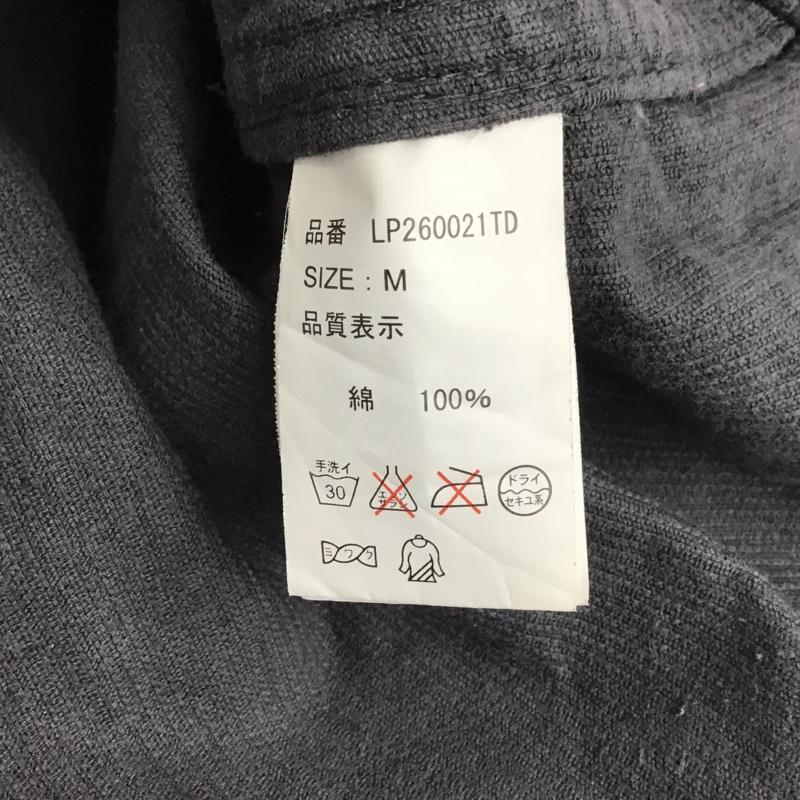 品番 LP260021TD
SIZE : M
品質表示
綿 100%
手洗イ
30
エンソ
サラシ
ドライ
セキユ系
ヨワク